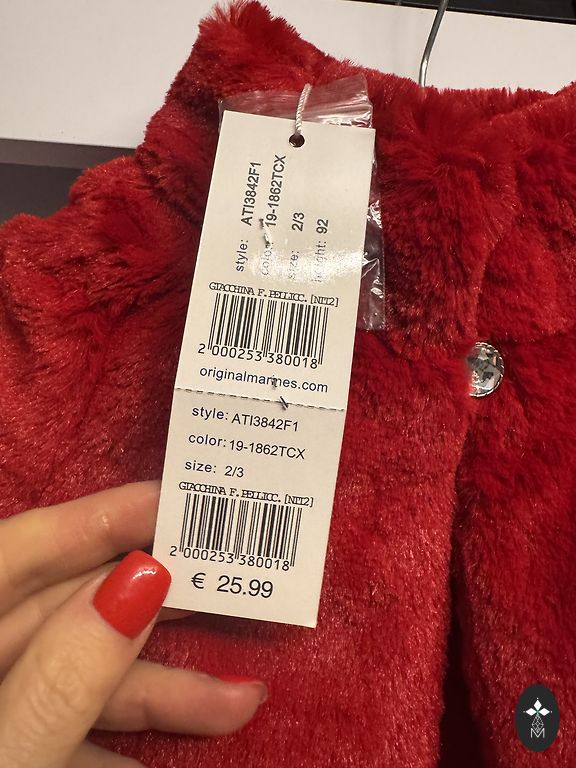 style: ATI3842F1
color: 19-1862TCX
size: 2/3
height: 92
GIACCHINA F. PELLICC. [NIT2]
2 000253 380018
originalmarines.com
style: ATI3842F1
color: 19-1862TCX
size: 2/3
GIACCHINA F. PELLICC. [NIT2]
2 000253 380018
€ 25.99
M